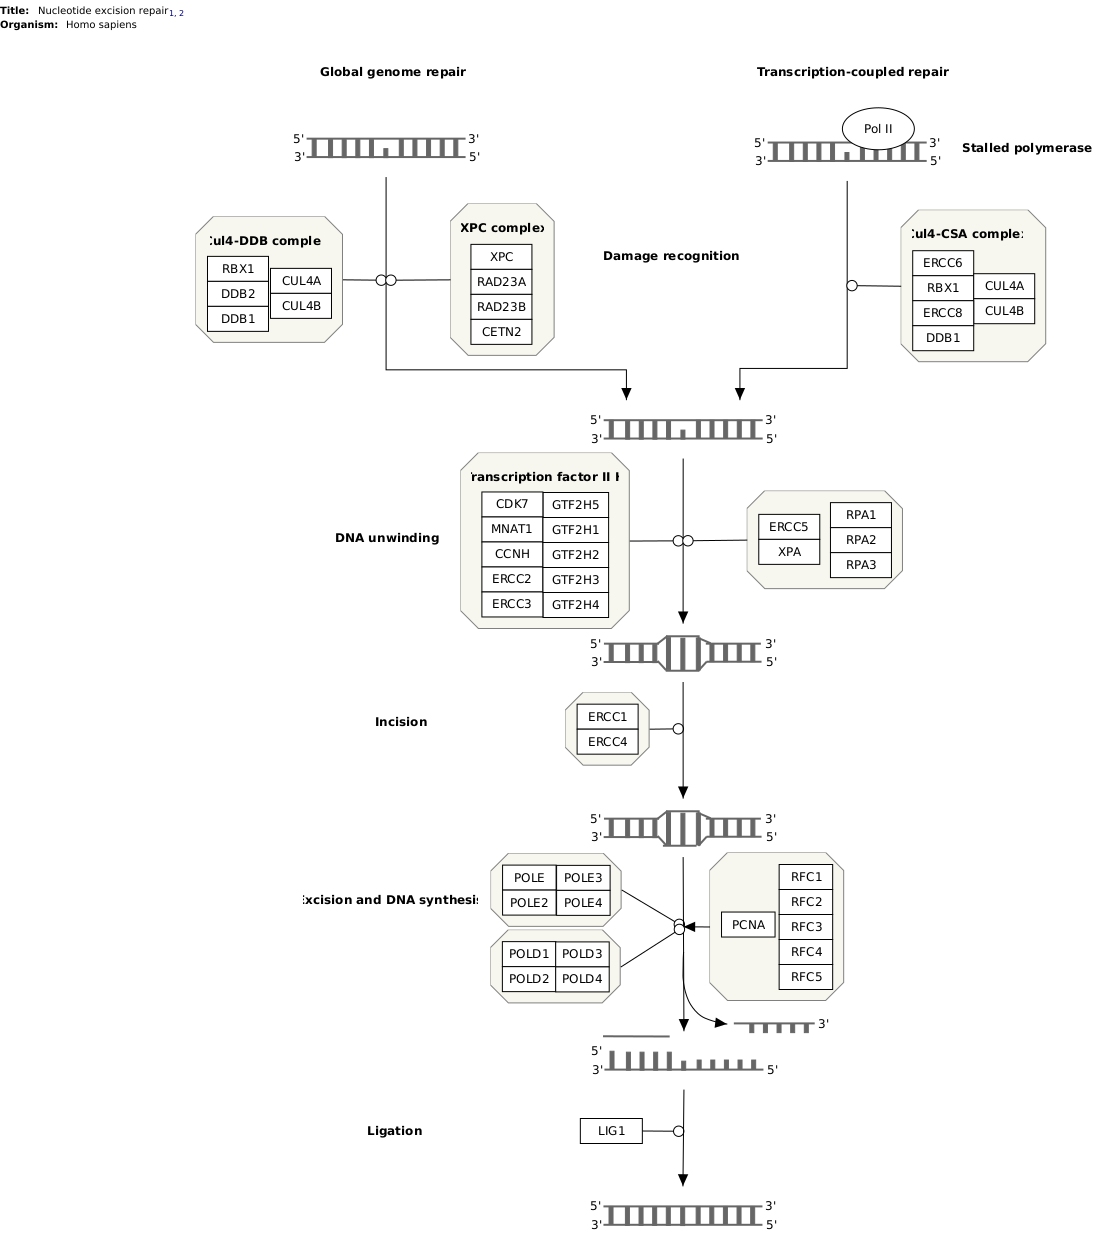 Title: Nucleotide excision repair1, 2
Organism: Homo sapiens
Global genome repair
Transcription-coupled repair
Pol II
5' 3'
3' 5'
5' 3'
3' 5'
Stalled polymerase
Cul4-DDB comple
RBX1
DDB2
DDB1
CUL4A
CUL4B
XPC complex
XPC
RAD23A
RAD23B
CETN2
Damage recognition
Cul4-CSA comple
ERCC6
RBX1
ERCC8
DDB1
CUL4A
CUL4B
5' 3'
3' 5'
Transcription factor II H
CDK7 GTF2H5
MNAT1 GTF2H1
CCNH GTF2H2
ERCC2 GTF2H3
ERCC3 GTF2H4
DNA unwinding
ERCC5
XPA
RPA1
RPA2
RPA3
5' 3'
3' 5'
Incision
ERCC1
ERCC4
5' 3'
3' 5'
Excision and DNA synthesis
POLE POLE3
POLE2 POLE4
POLD1 POLD3
POLD2 POLD4
PCNA
RFC1
RFC2
RFC3
RFC4
RFC5
3'
5'
3' 5'
Ligation
LIG1
5' 3'
3' 5'